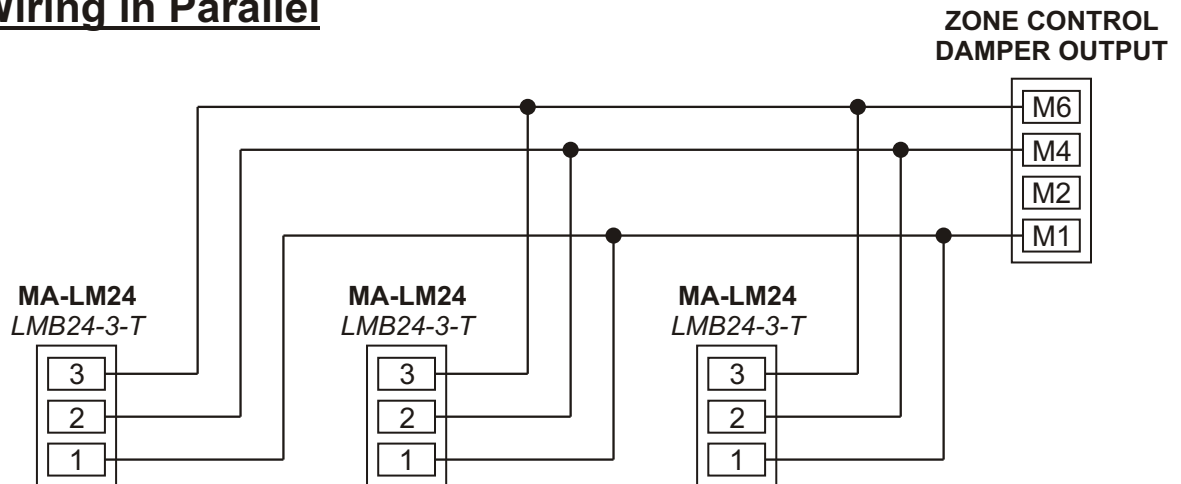 Wiring in Parallel
ZONE CONTROL
DAMPER OUTPUT
M6
M4
M2
M1
MA-LM24
LMB24-3-T
3
2
1
MA-LM24
LMB24-3-T
3
2
1
MA-LM24
LMB24-3-T
3
2
1